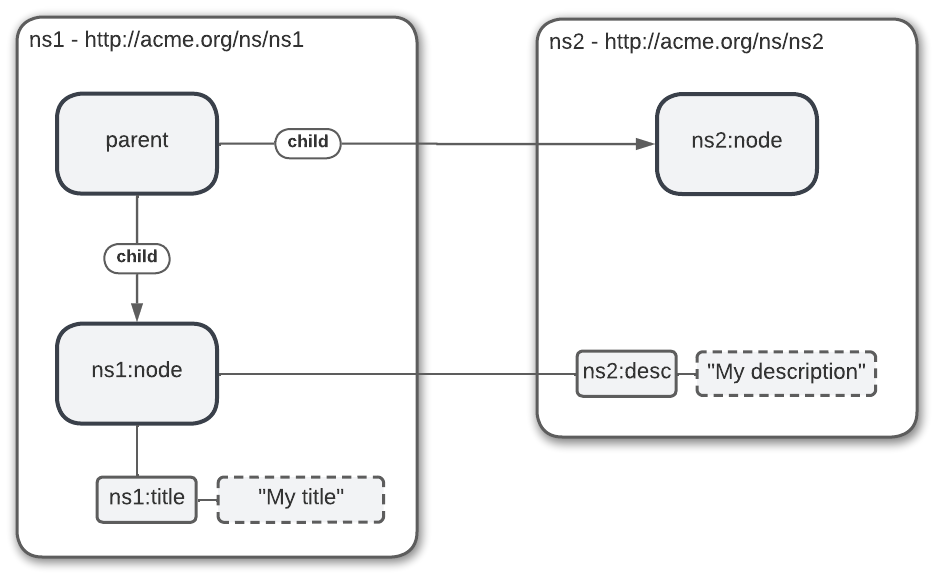 ns1 - http://acme.org/ns/ns1
ns2 - http://acme.org/ns/ns2
parent
child
ns2:node
child
ns1:node
ns2:desc
"My description"
ns1:title
"My title"